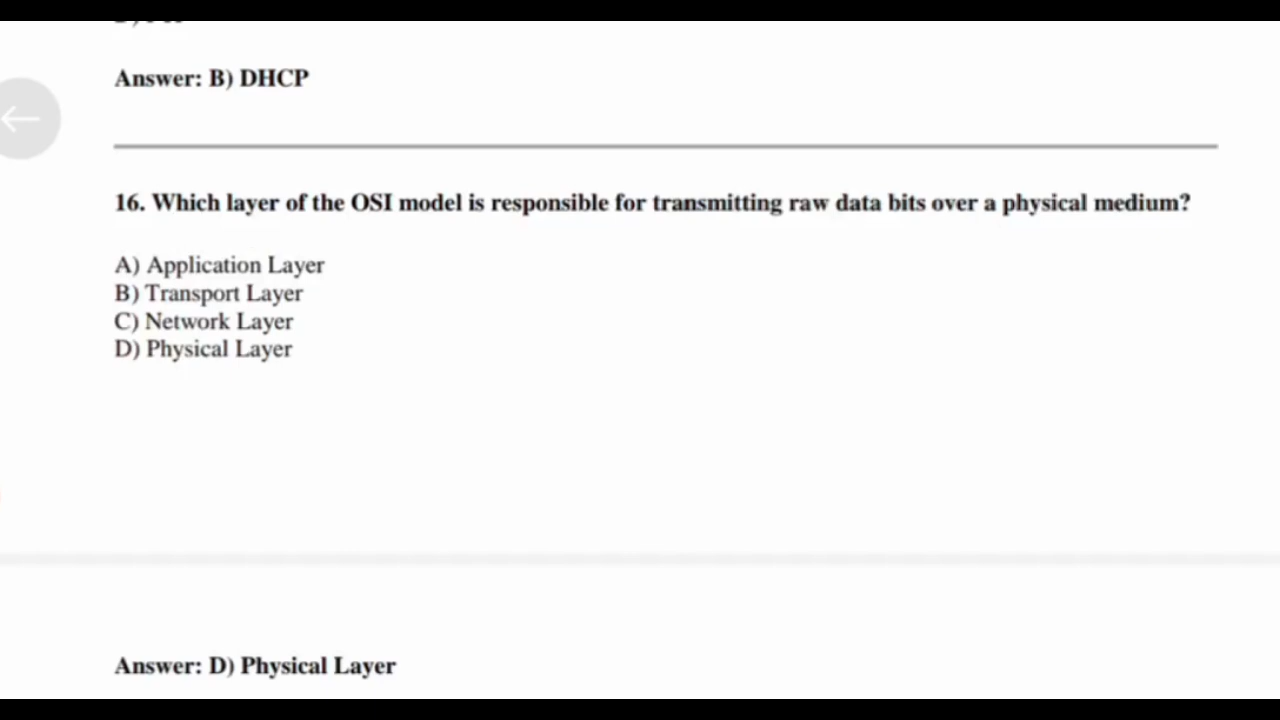 Answer: B) DHCP
16. Which layer of the OSI model is responsible for transmitting raw data bits over a physical medium?
A) Application Layer
B) Transport Layer
C) Network Layer
D) Physical Layer
Answer: D) Physical Layer